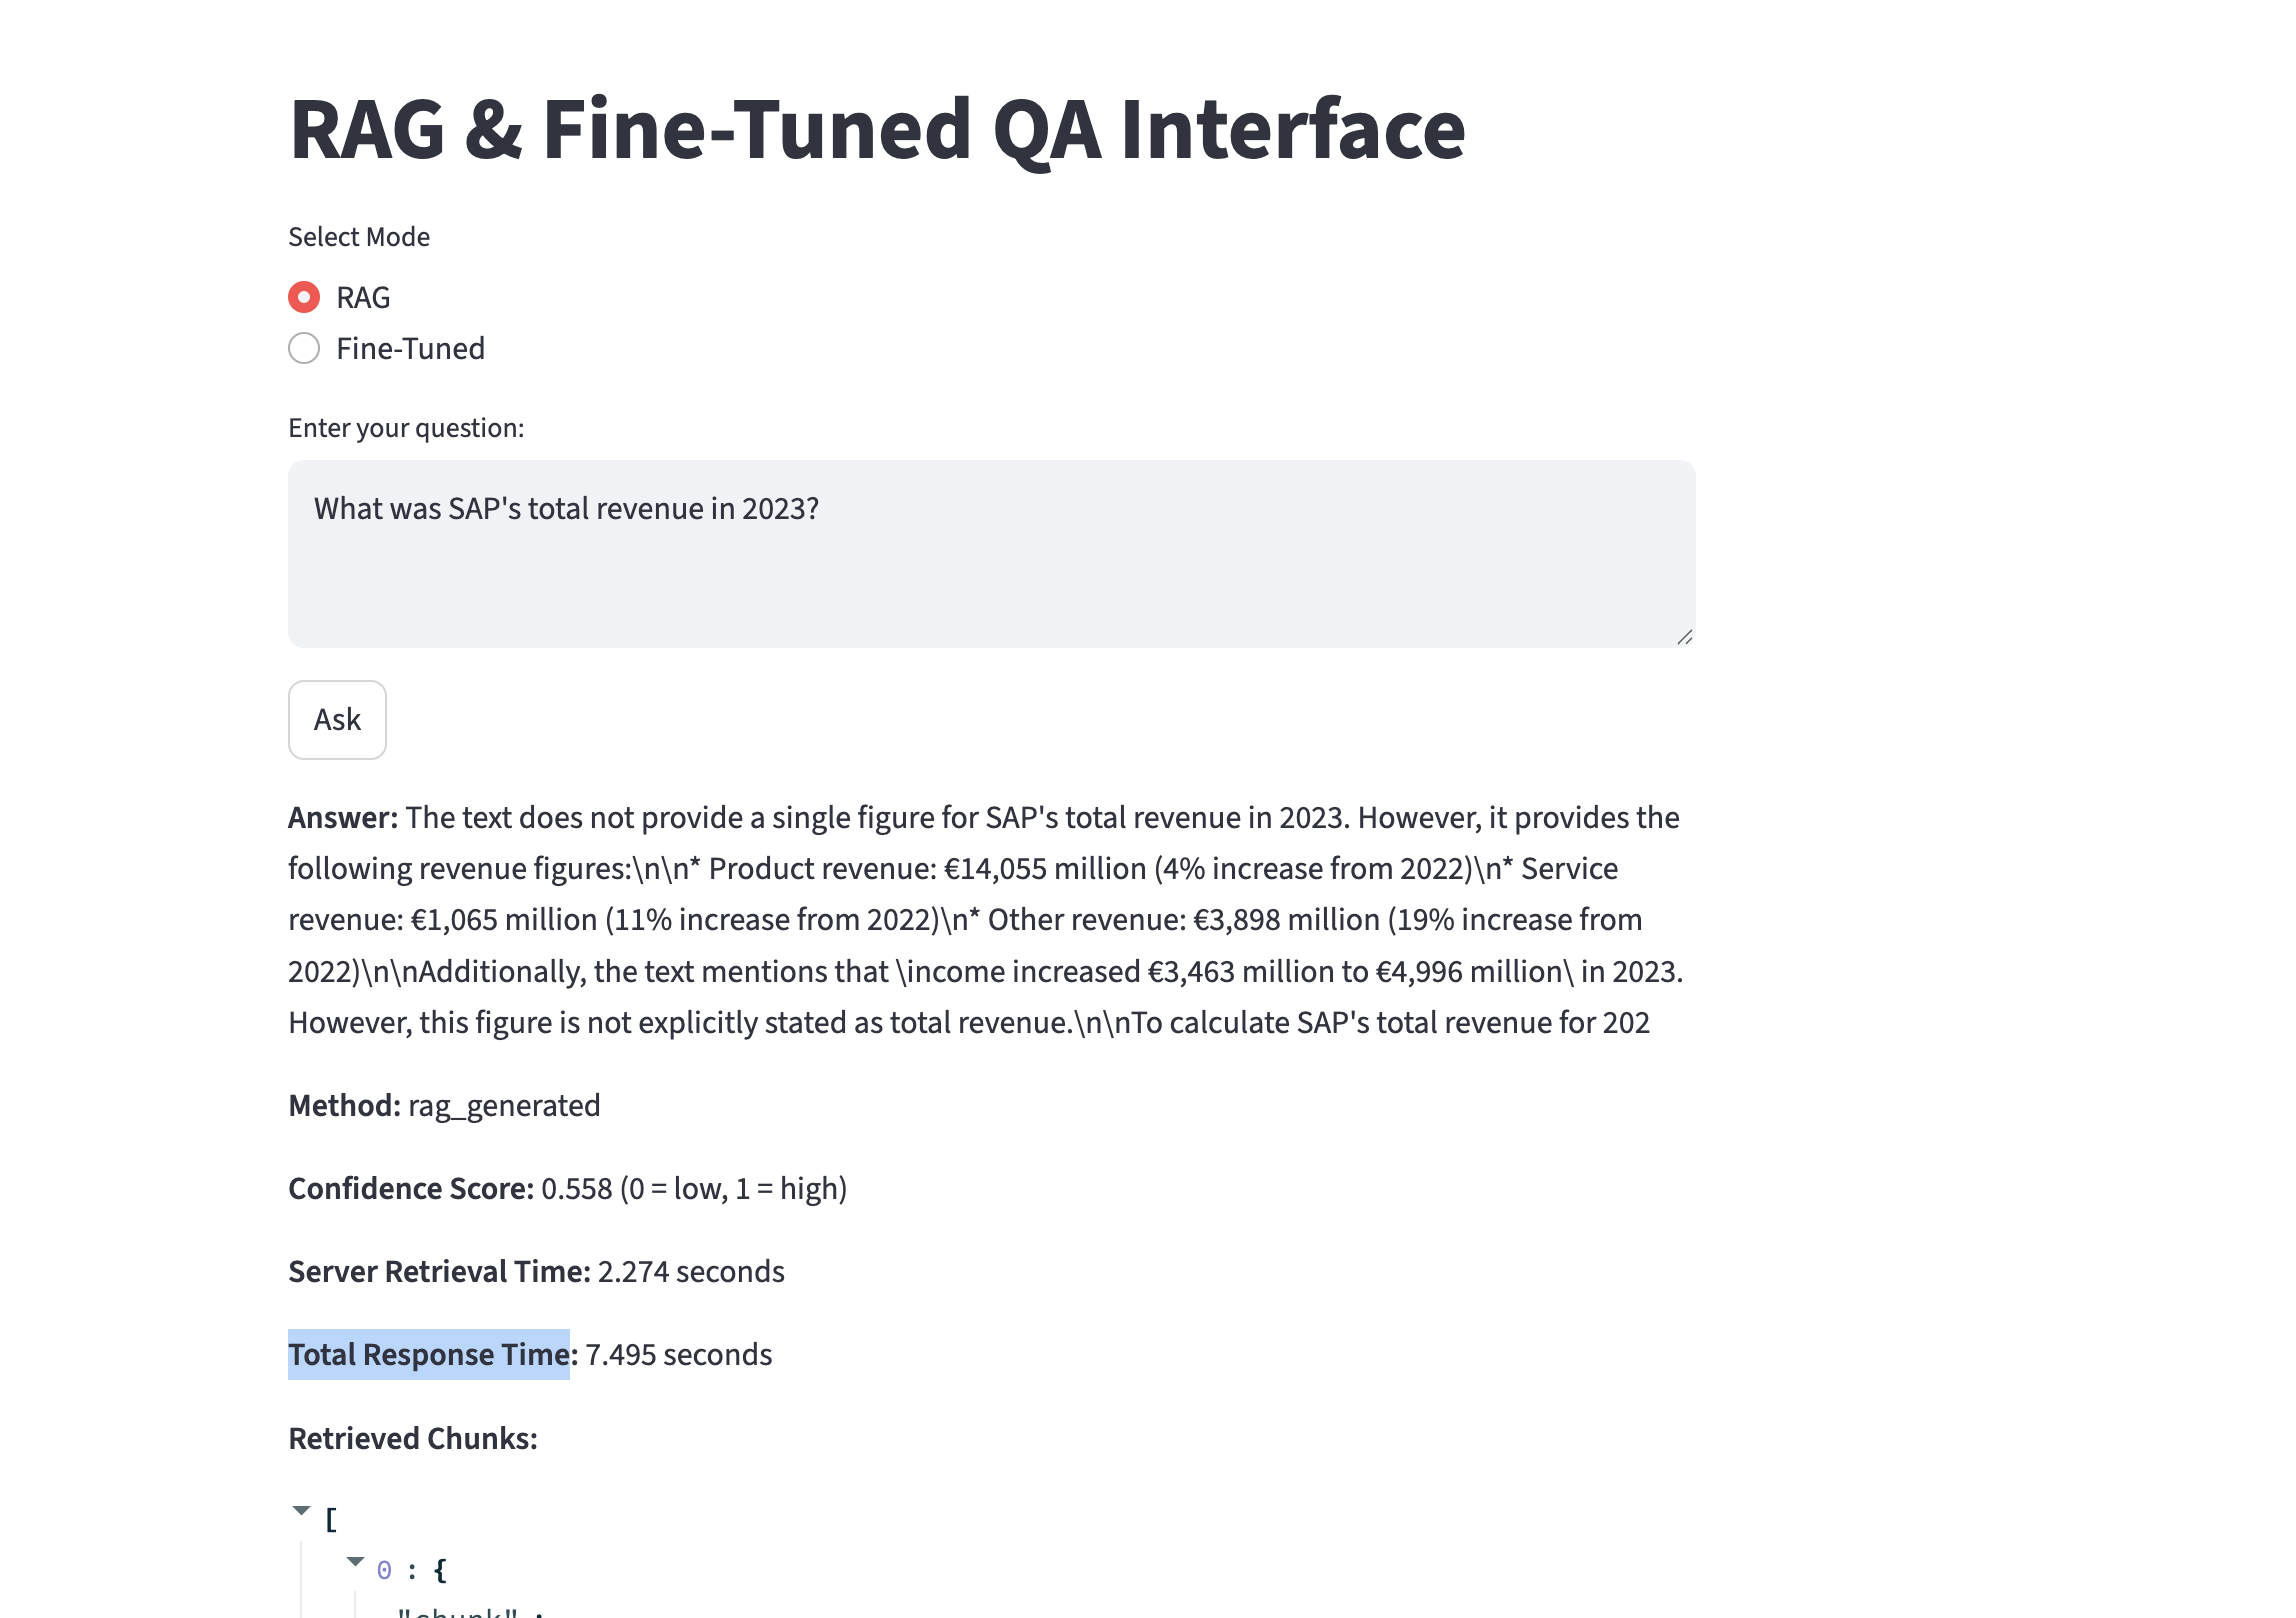 RAG & Fine-Tuned QA Interface
Select Mode
RAG
Fine-Tuned
Enter your question:
What was SAP's total revenue in 2023?
Ask
Answer: The text does not provide a single figure for SAP's total revenue in 2023. However, it provides the
following revenue figures:\n\n* Product revenue: €14,055 million (4% increase from 2022)\n* Service
revenue: €1,065 million (11% increase from 2022)\n* Other revenue: €3,898 million (19% increase from
2022)\n\nAdditionally, the text mentions that \income increased €3,463 million to €4,996 million\ in 2023.
However, this figure is not explicitly stated as total revenue.\n\nTo calculate SAP's total revenue for 202
Method: rag_generated
Confidence Score: 0.558 (0 = low, 1 = high)
Server Retrieval Time: 2.274 seconds
Total Response Time: 7.495 seconds
Retrieved Chunks:
[
0 : {
"chunk" :